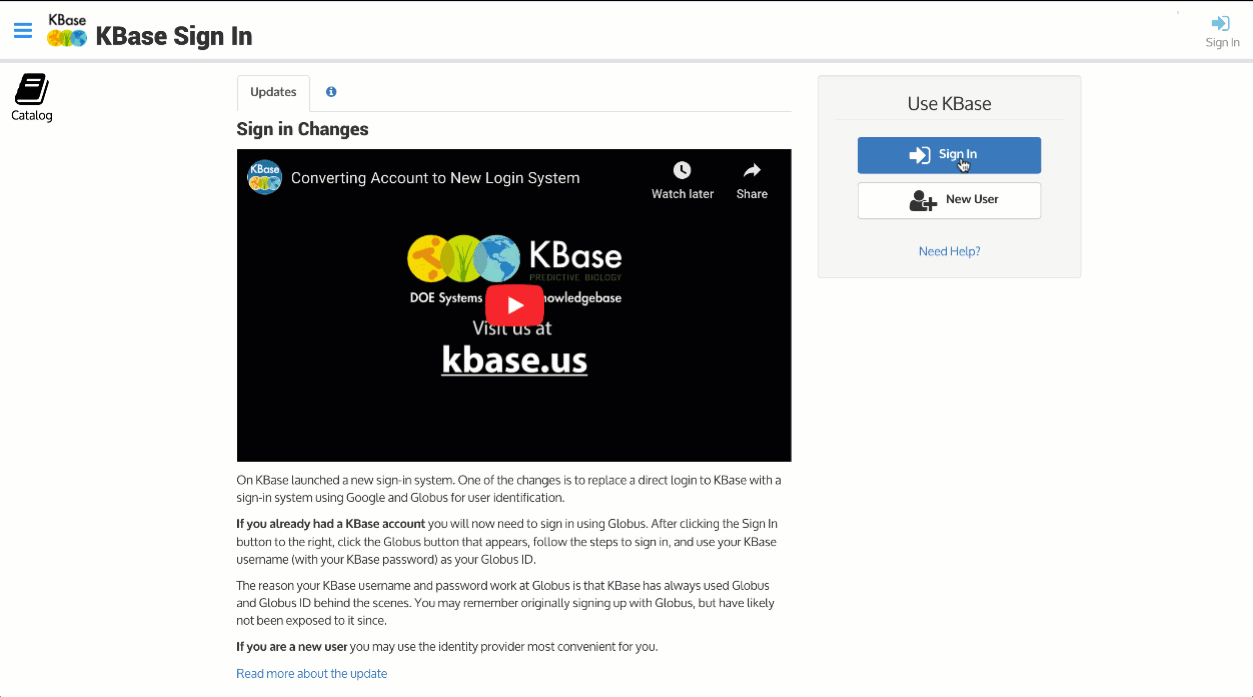 KBase
KBase Sign In
Sign In
Catalog
Updates
Sign in Changes
KBase
Converting Account to New Login System
Watch later
Share
KBase
PREDICTIVE BIOLOGY
DOE Systems nowledgebase
Visit us at
kbase.us
On KBase launched a new sign-in system. One of the changes is to replace a direct login to KBase with a
sign-in system using Google and Globus for user identification.
If you already had a KBase account you will now need to sign in using Globus. After clicking the Sign In
button to the right, click the Globus button that appears, follow the steps to sign in, and use your KBase
username (with your KBase password) as your Globus ID.
The reason your KBase username and password work at Globus is that KBase has always used Globus
and Globus ID behind the scenes. You may remember originally signing up with Globus, but have likely
not been exposed to it since.
If you are a new user you may use the identity provider most convenient for you.
Read more about the update
Use KBase
Sign In
New User
Need Help?